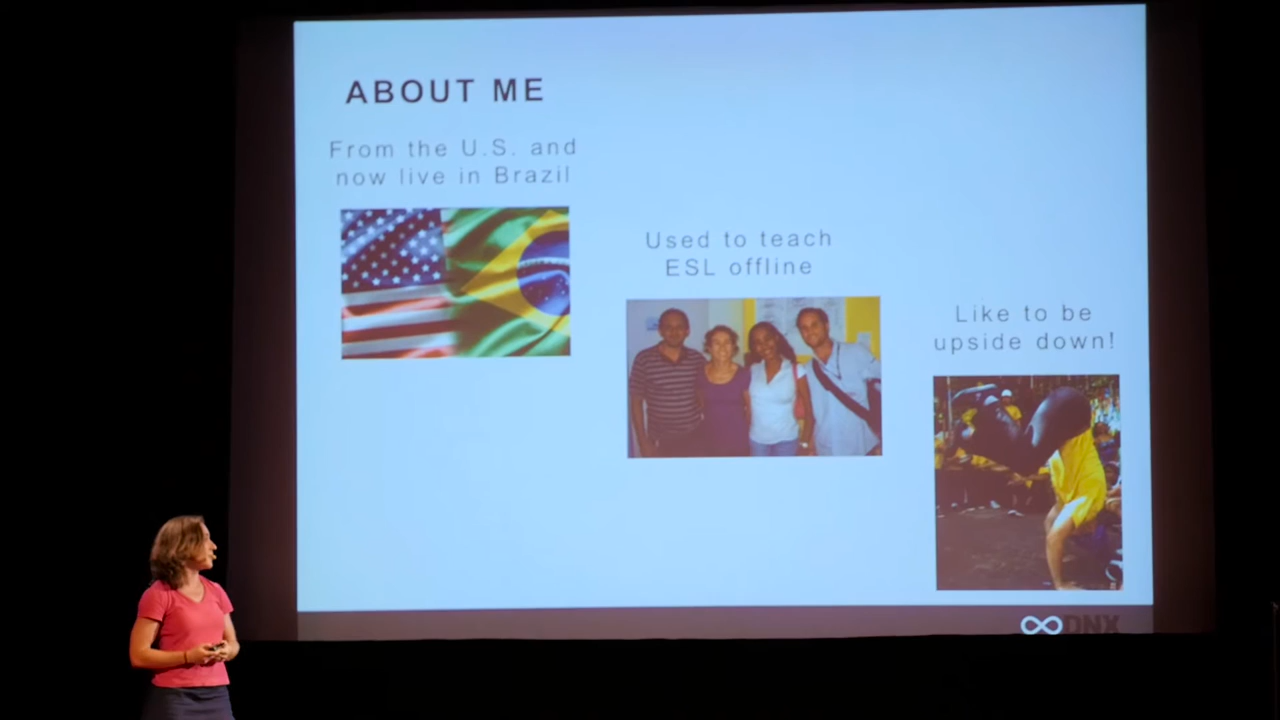 ABOUT ME
From the U.S. and
now live in Brazil
Used to teach
ESL offline
Like to be
upside down!
DNX